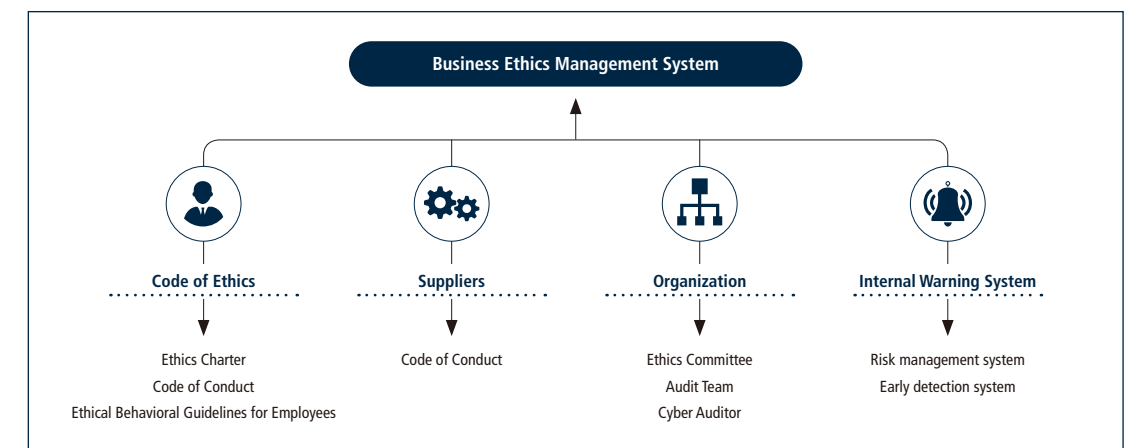 Business Ethics Management System
Code of Ethics
Suppliers
Organization
Internal Warning System
Ethics Charter
Code of Conduct
Ethical Behavioral Guidelines for Employees
Code of Conduct
Ethics Committee
Audit Team
Cyber Auditor
Risk management system
Early detection system